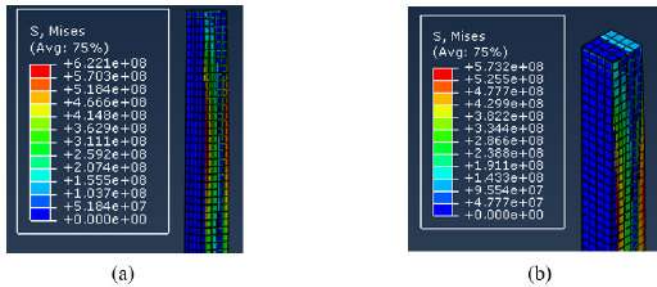 S, Mises
(Avg: 75%)
+6.221e+08
+5.703e+08
+5.184e+08
+4.666e+08
+4.148e+08
+3.629e+08
+3.111e+08
+2.592e+08
+2.074e+08
+1.555e+08
+1.037e+08
+5.184e+07
+0.000e+00
(a)
S, Mises
(Avg: 75%)
+5.732e+08
+5.255e+08
+4.777e+08
+4.299e+08
+3.822e+08
+3.344e+08
+2.866e+08
+2.388e+08
+1.911e+08
+1.433e+08
+9.554e+07
+4.777e+07
+0.000e+00
(b)